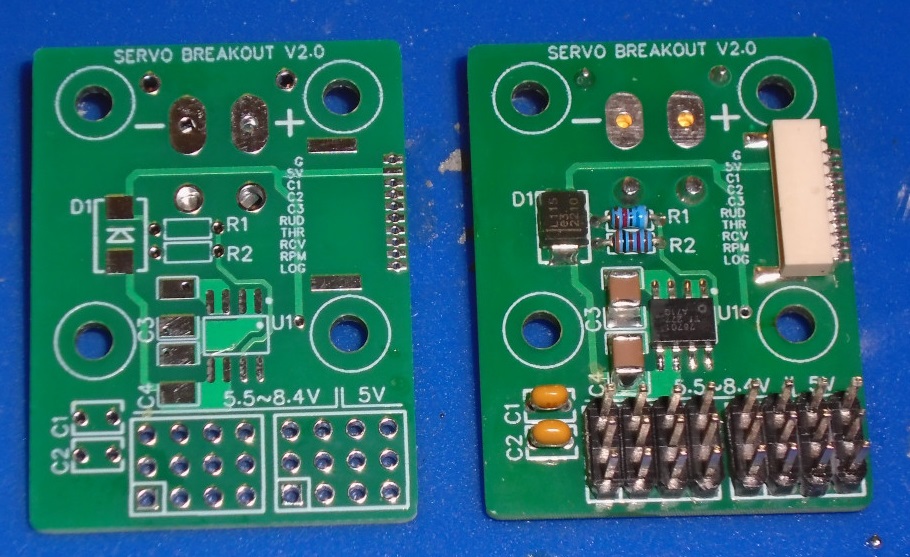 SERVO BREAKOUT V2.0
− +
G
5V
C1
C2
C3
RUD
THR
RCV
RPM
LOG
D1
R1
R2
U1
C3
C4
5.5~8.4V 5V
C1
C2
SERVO BREAKOUT V2.0
− +
G
5V
C1
C2
C3
RUD
THR
RCV
RPM
LOG
D1
R1
R2
U1
C3
5.5~8.4V 5V
C1
C2